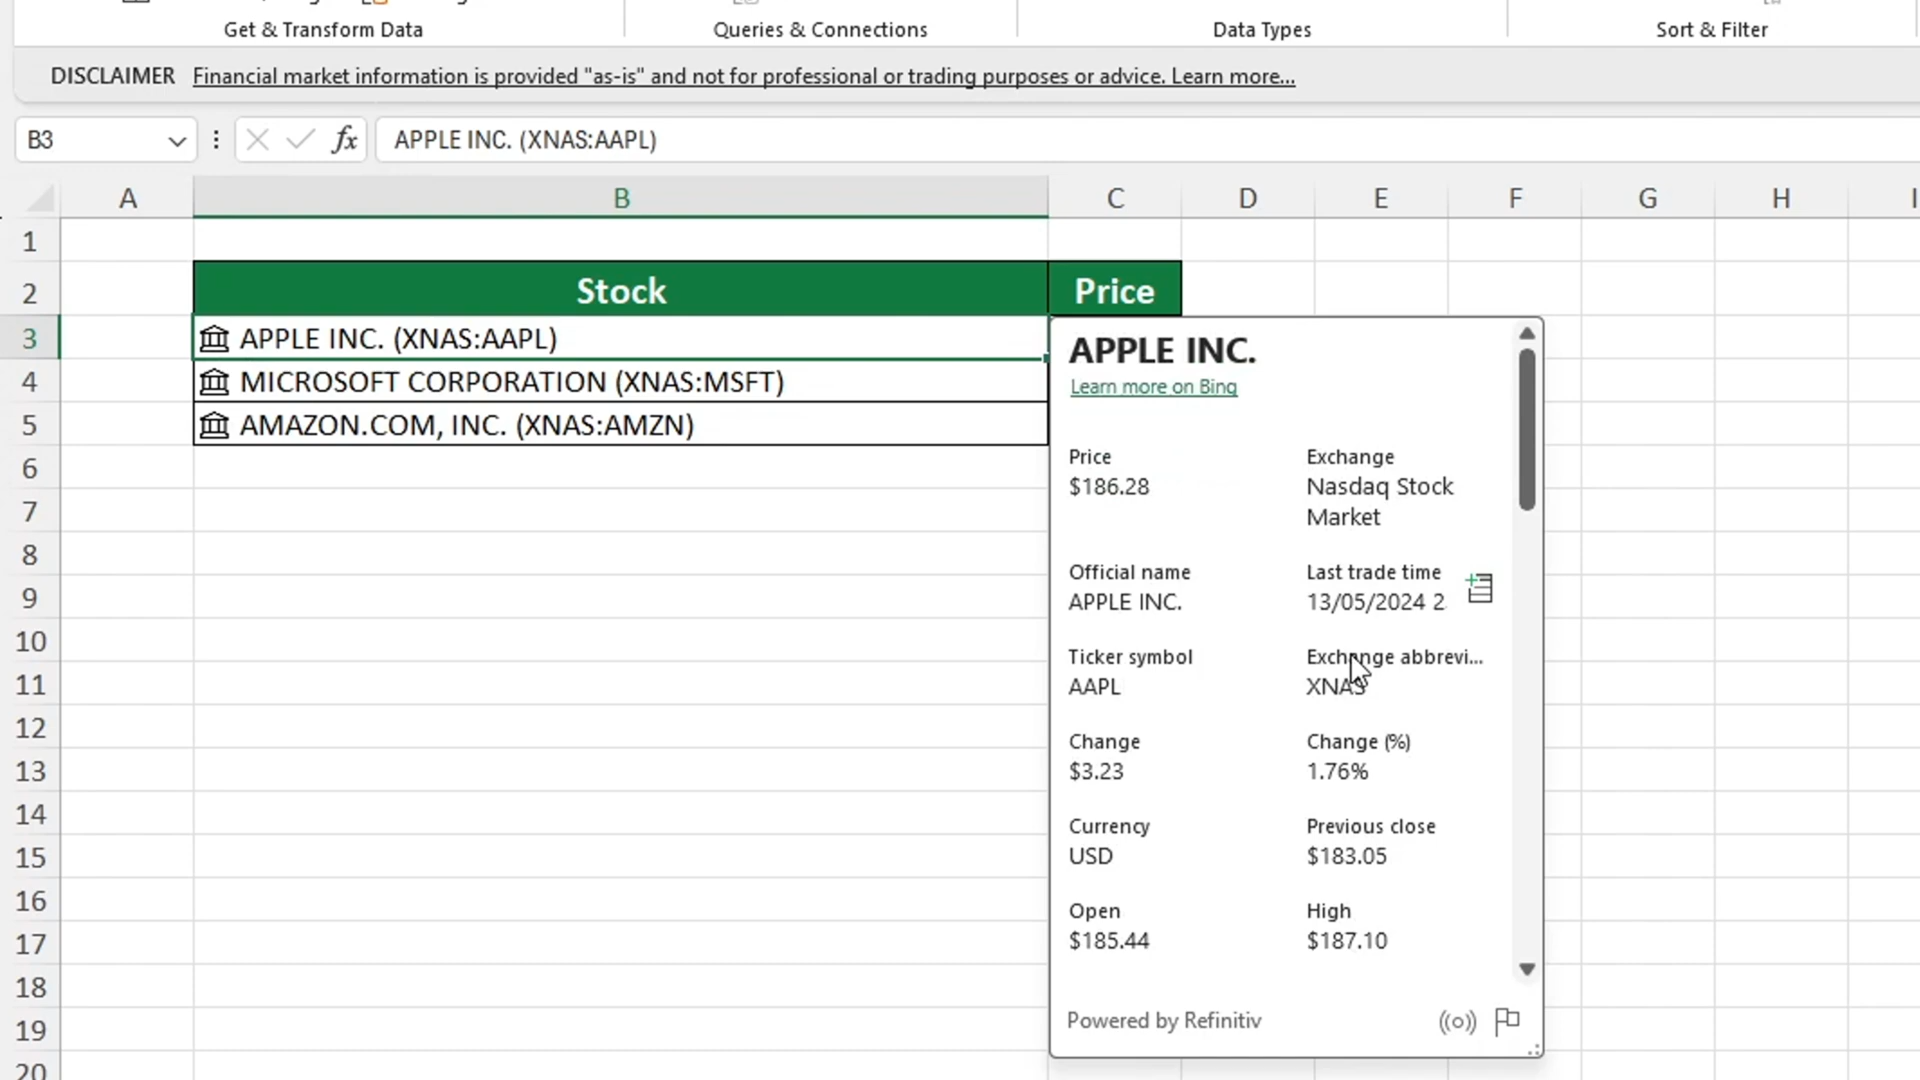 Get & Transform Data
Queries & Connections
Data Types
Sort & Filter
DISCLAIMER Financial market information is provided "as-is" and not for professional or trading purposes or advice. Learn more...
B3
fx
APPLE INC. (XNAS:AAPL)
A B C D E F G H I
1
2 Stock Price
3 APPLE INC. (XNAS:AAPL)
4 MICROSOFT CORPORATION (XNAS:MSFT)
5 AMAZON.COM, INC. (XNAS:AMZN)
6
7
8
9
10
11
12
13
14
15
16
17
18
19
20
APPLE INC.
Learn more on Bing
Price
$186.28
Exchange
Nasdaq Stock
Market
Official name
APPLE INC.
Last trade time
13/05/2024 2
Ticker symbol
AAPL
Exchange abbrevi...
XNAS
Change
$3.23
Change (%)
1.76%
Currency
USD
Previous close
$183.05
Open
$185.44
High
$187.10
Powered by Refinitiv